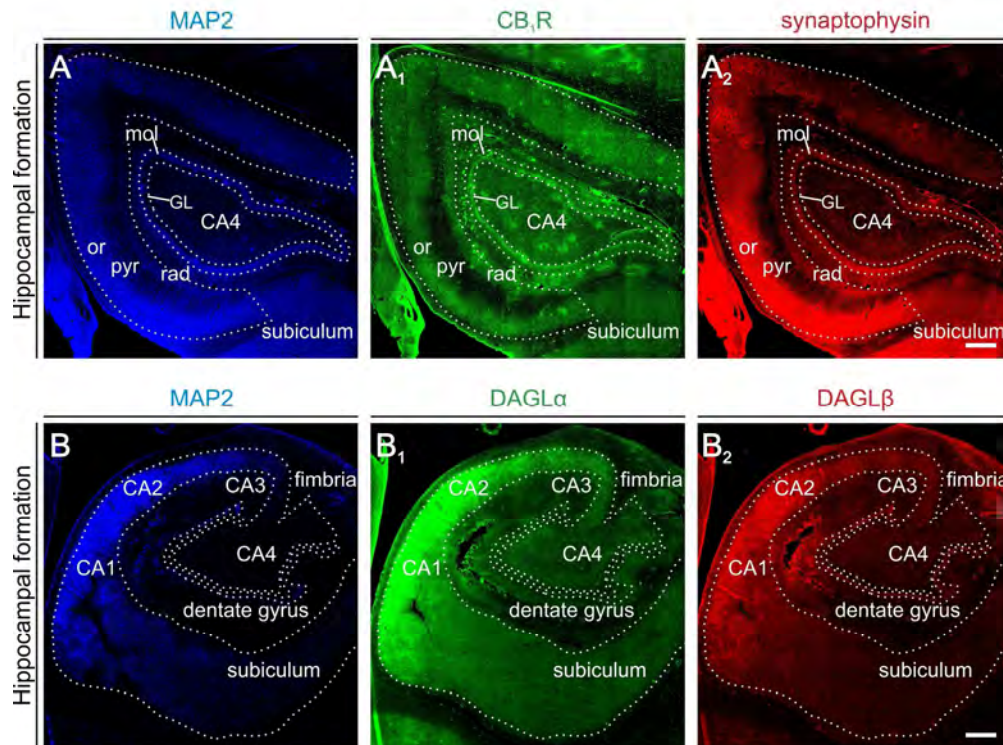 MAP2 CB₁R synaptophysin
Hippocampal formation
A A₁ A₂
mol mol mol
GL CA4 GL CA4 GL CA4
or or or
pyr rad pyr rad pyr rad
subiculum subiculum subiculum
MAP2 DAGLα DAGLβ
Hippocampal formation
B B₁ B₂
CA2 CA3 fimbria CA2 CA3 fimbria CA2 CA3 fimbria
CA4 CA4 CA4
CA1 CA1 CA1
dentate gyrus dentate gyrus dentate gyrus
subiculum subiculum subiculum